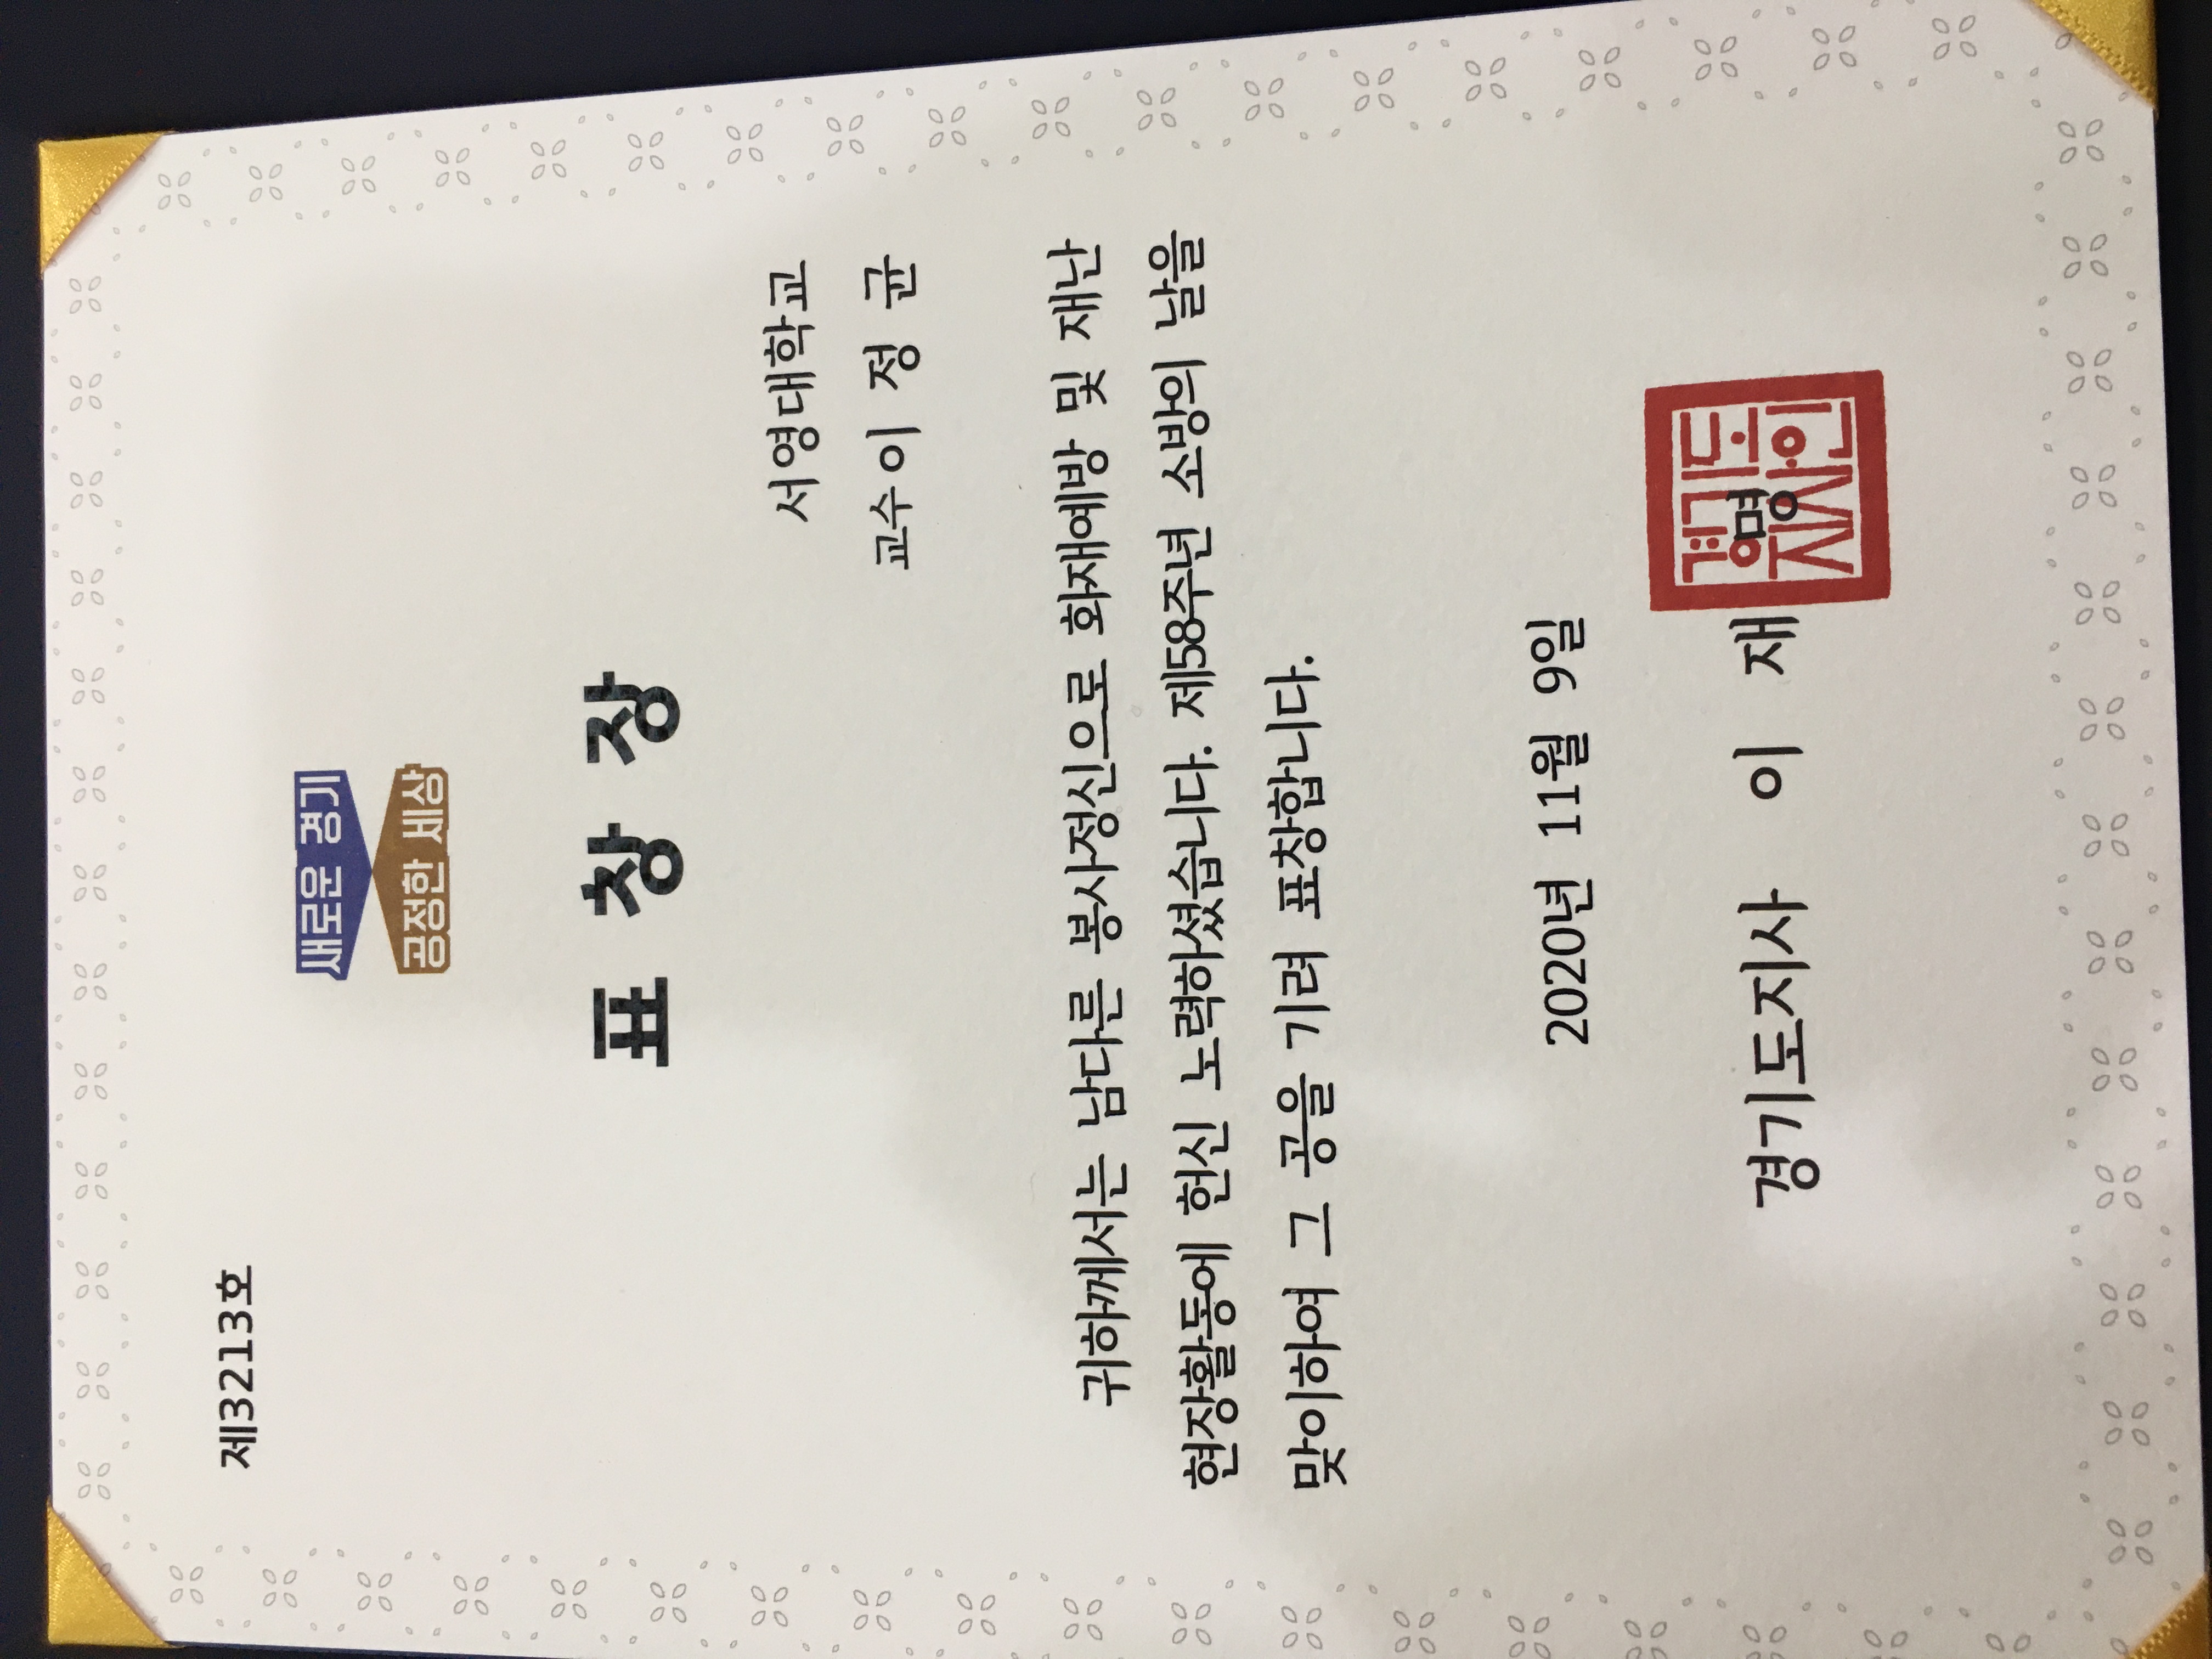 제3213호
새로운 경기
공정한 세상
표 창 장
서영대학교
교수 이 정 균
귀하께서는 남다른 봉사정신으로 화재예방 및 재난
현장활동에 헌신 노력하셨습니다. 제58주년 소방의 날을
맞이하여 그 공을 기려 표창합니다.
2020년 11월 9일
경기도지사 이 재 명
경기도
지사의인